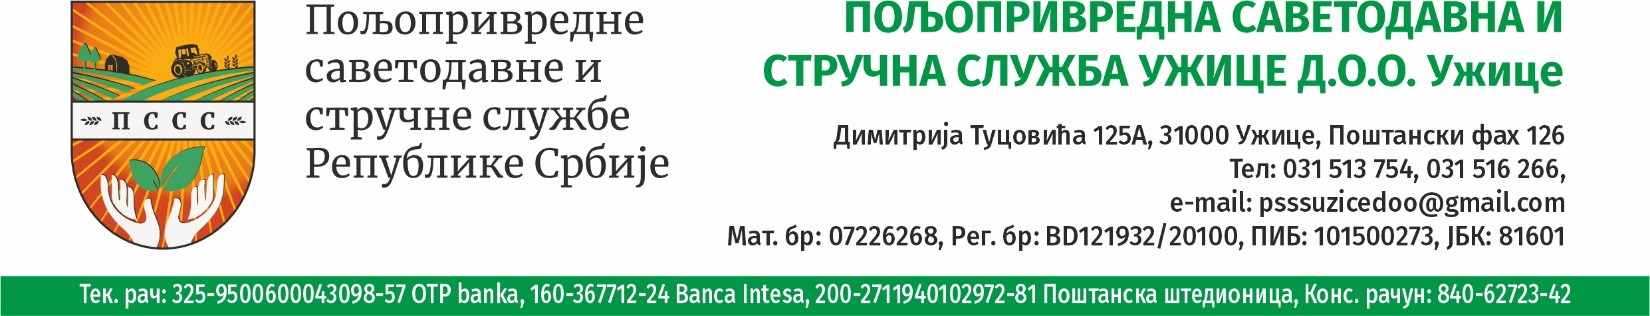 Пољопривредне
саветодавне и
стручне службе
Републике Србије
ПССС
ПОЉОПРИВРЕДНА САВЕТОДАВНА И
СТРУЧНА СЛУЖБА УЖИЦЕ Д.О.О. Ужице
Димитрија Туцовића 125А, 31000 Ужице, Поштански фах 126
Тел: 031 513 754, 031 516 266,
e-mail: psssuzicedoo@gmail.com
Мат. бр: 07226268, Рег. бр: BD121932/20100, ПИБ: 101500273, ЈБК: 81601
Тек. рач: 325-9500600043098-57 OTP banka, 160-367712-24 Banca Intesa, 200-2711940102972-81 Поштанска штедионица, Конс. рачун: 840-62723-42